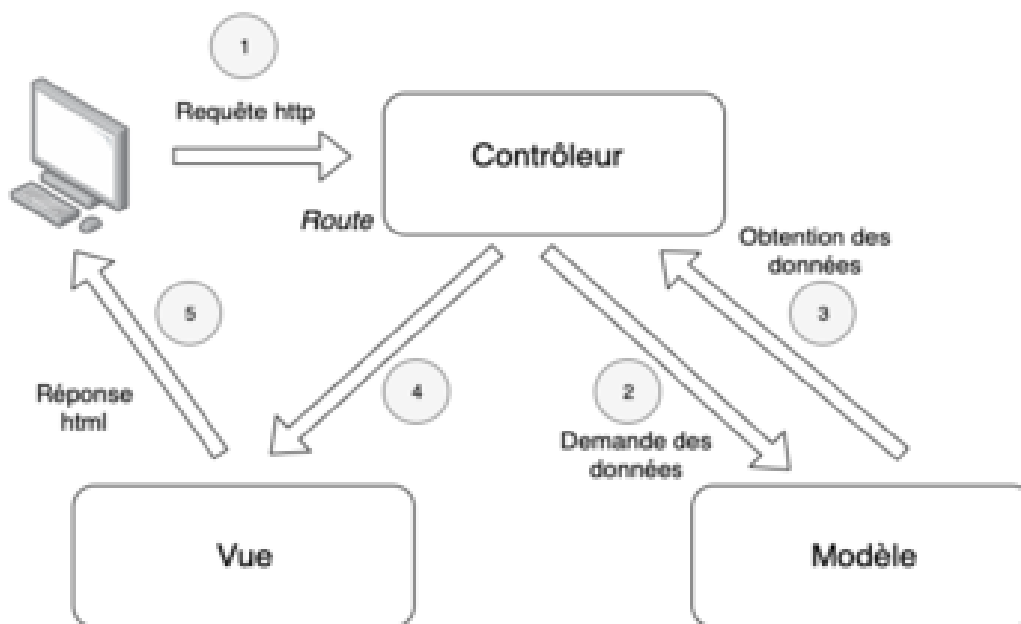 1
Requête http
Contrôleur
Route
Obtention des
données
3
5
4
2
Réponse
html
Demande des
données
Vue
Modèle